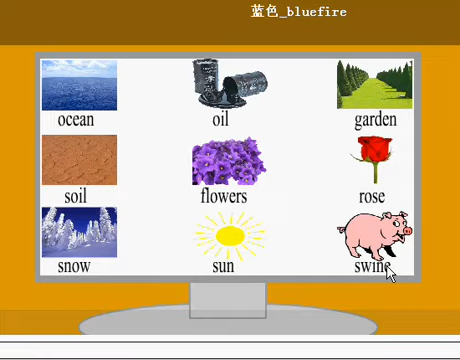 蓝色_bluefire
ocean oil garden
soil flowers rose
snow sun swine